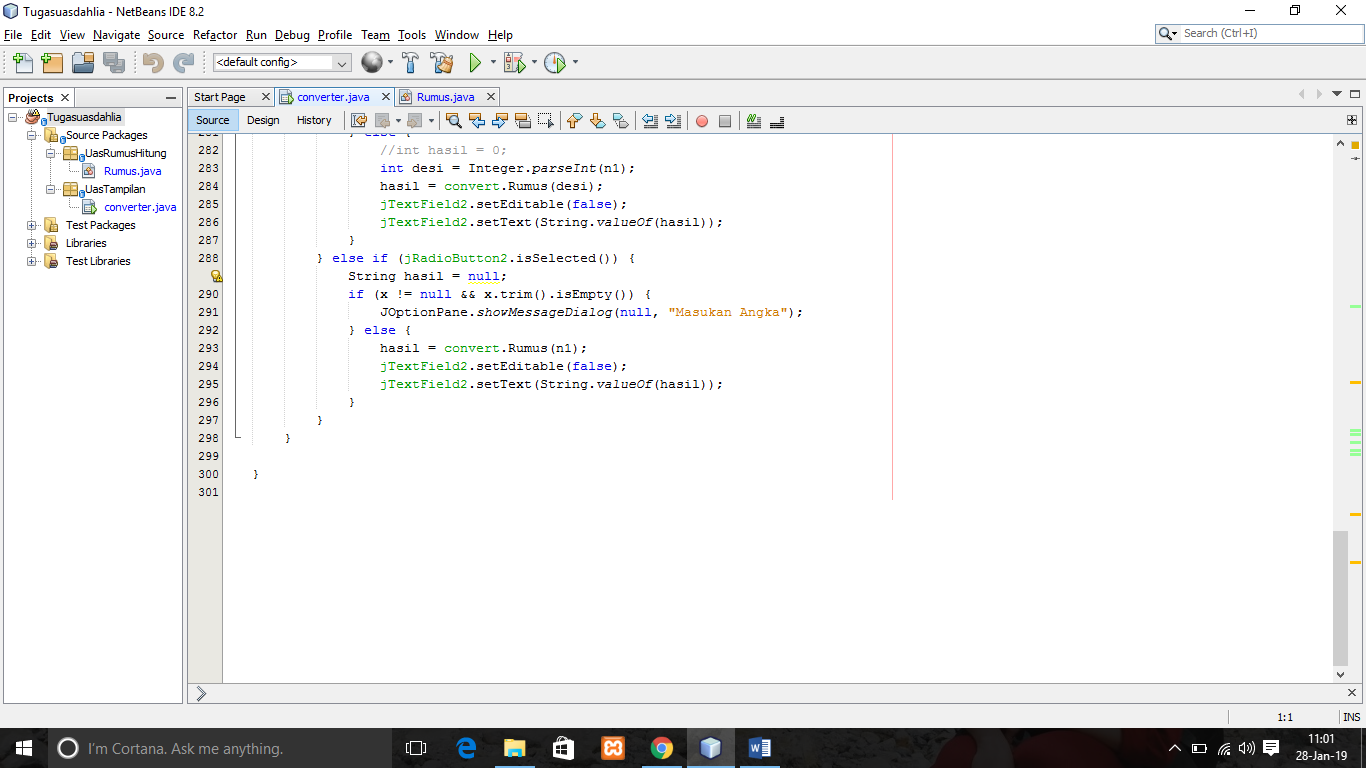 Tugasuasdahlia - NetBeans IDE 8.2
File Edit View Navigate Source Refactor Run Debug Profile Team Tools Window Help
Search (Ctrl+I)
<default config>
Projects
Start Page converter.java Rumus.java
Tugasuasdahlia
Source Packages
UasRumusHitung
Rumus.java
UasTampilan
converter.java
Test Packages
Libraries
Test Libraries
Source Design History
281 } else {
282 //int hasil = 0;
283 int desi = Integer.parseInt(n1);
284 hasil = convert.Rumus(desi);
285 jTextField2.setEditable(false);
286 jTextField2.setText(String.valueOf(hasil));
287 }
288 } else if (jRadioButton2.isSelected()) {
String hasil = null;
290 if (x != null && x.trim().isEmpty()) {
291 JOptionPane.showMessageDialog(null, "Masukan Angka");
292 } else {
293 hasil = convert.Rumus(n1);
294 jTextField2.setEditable(false);
295 jTextField2.setText(String.valueOf(hasil));
296 }
297 }
298 }
299
300 }
301
1:1 INS
I'm Cortana. Ask me anything.
11:01
28-Jan-19